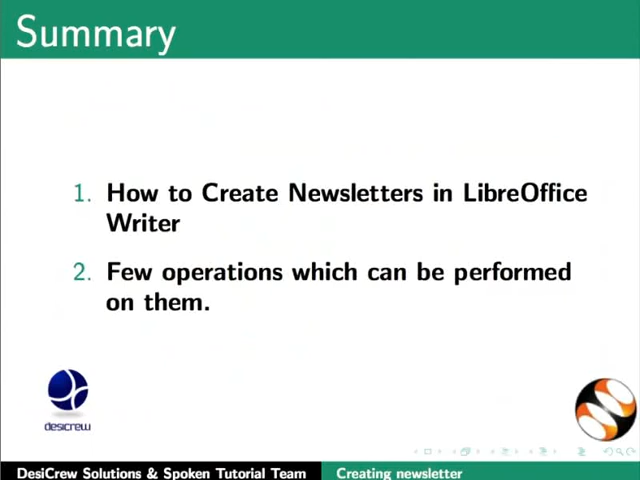 Summary
1. How to Create Newsletters in LibreOffice
Writer
2. Few operations which can be performed
on them.
desicrew
DesiCrew Solutions & Spoken Tutorial Team
Creating newsletter